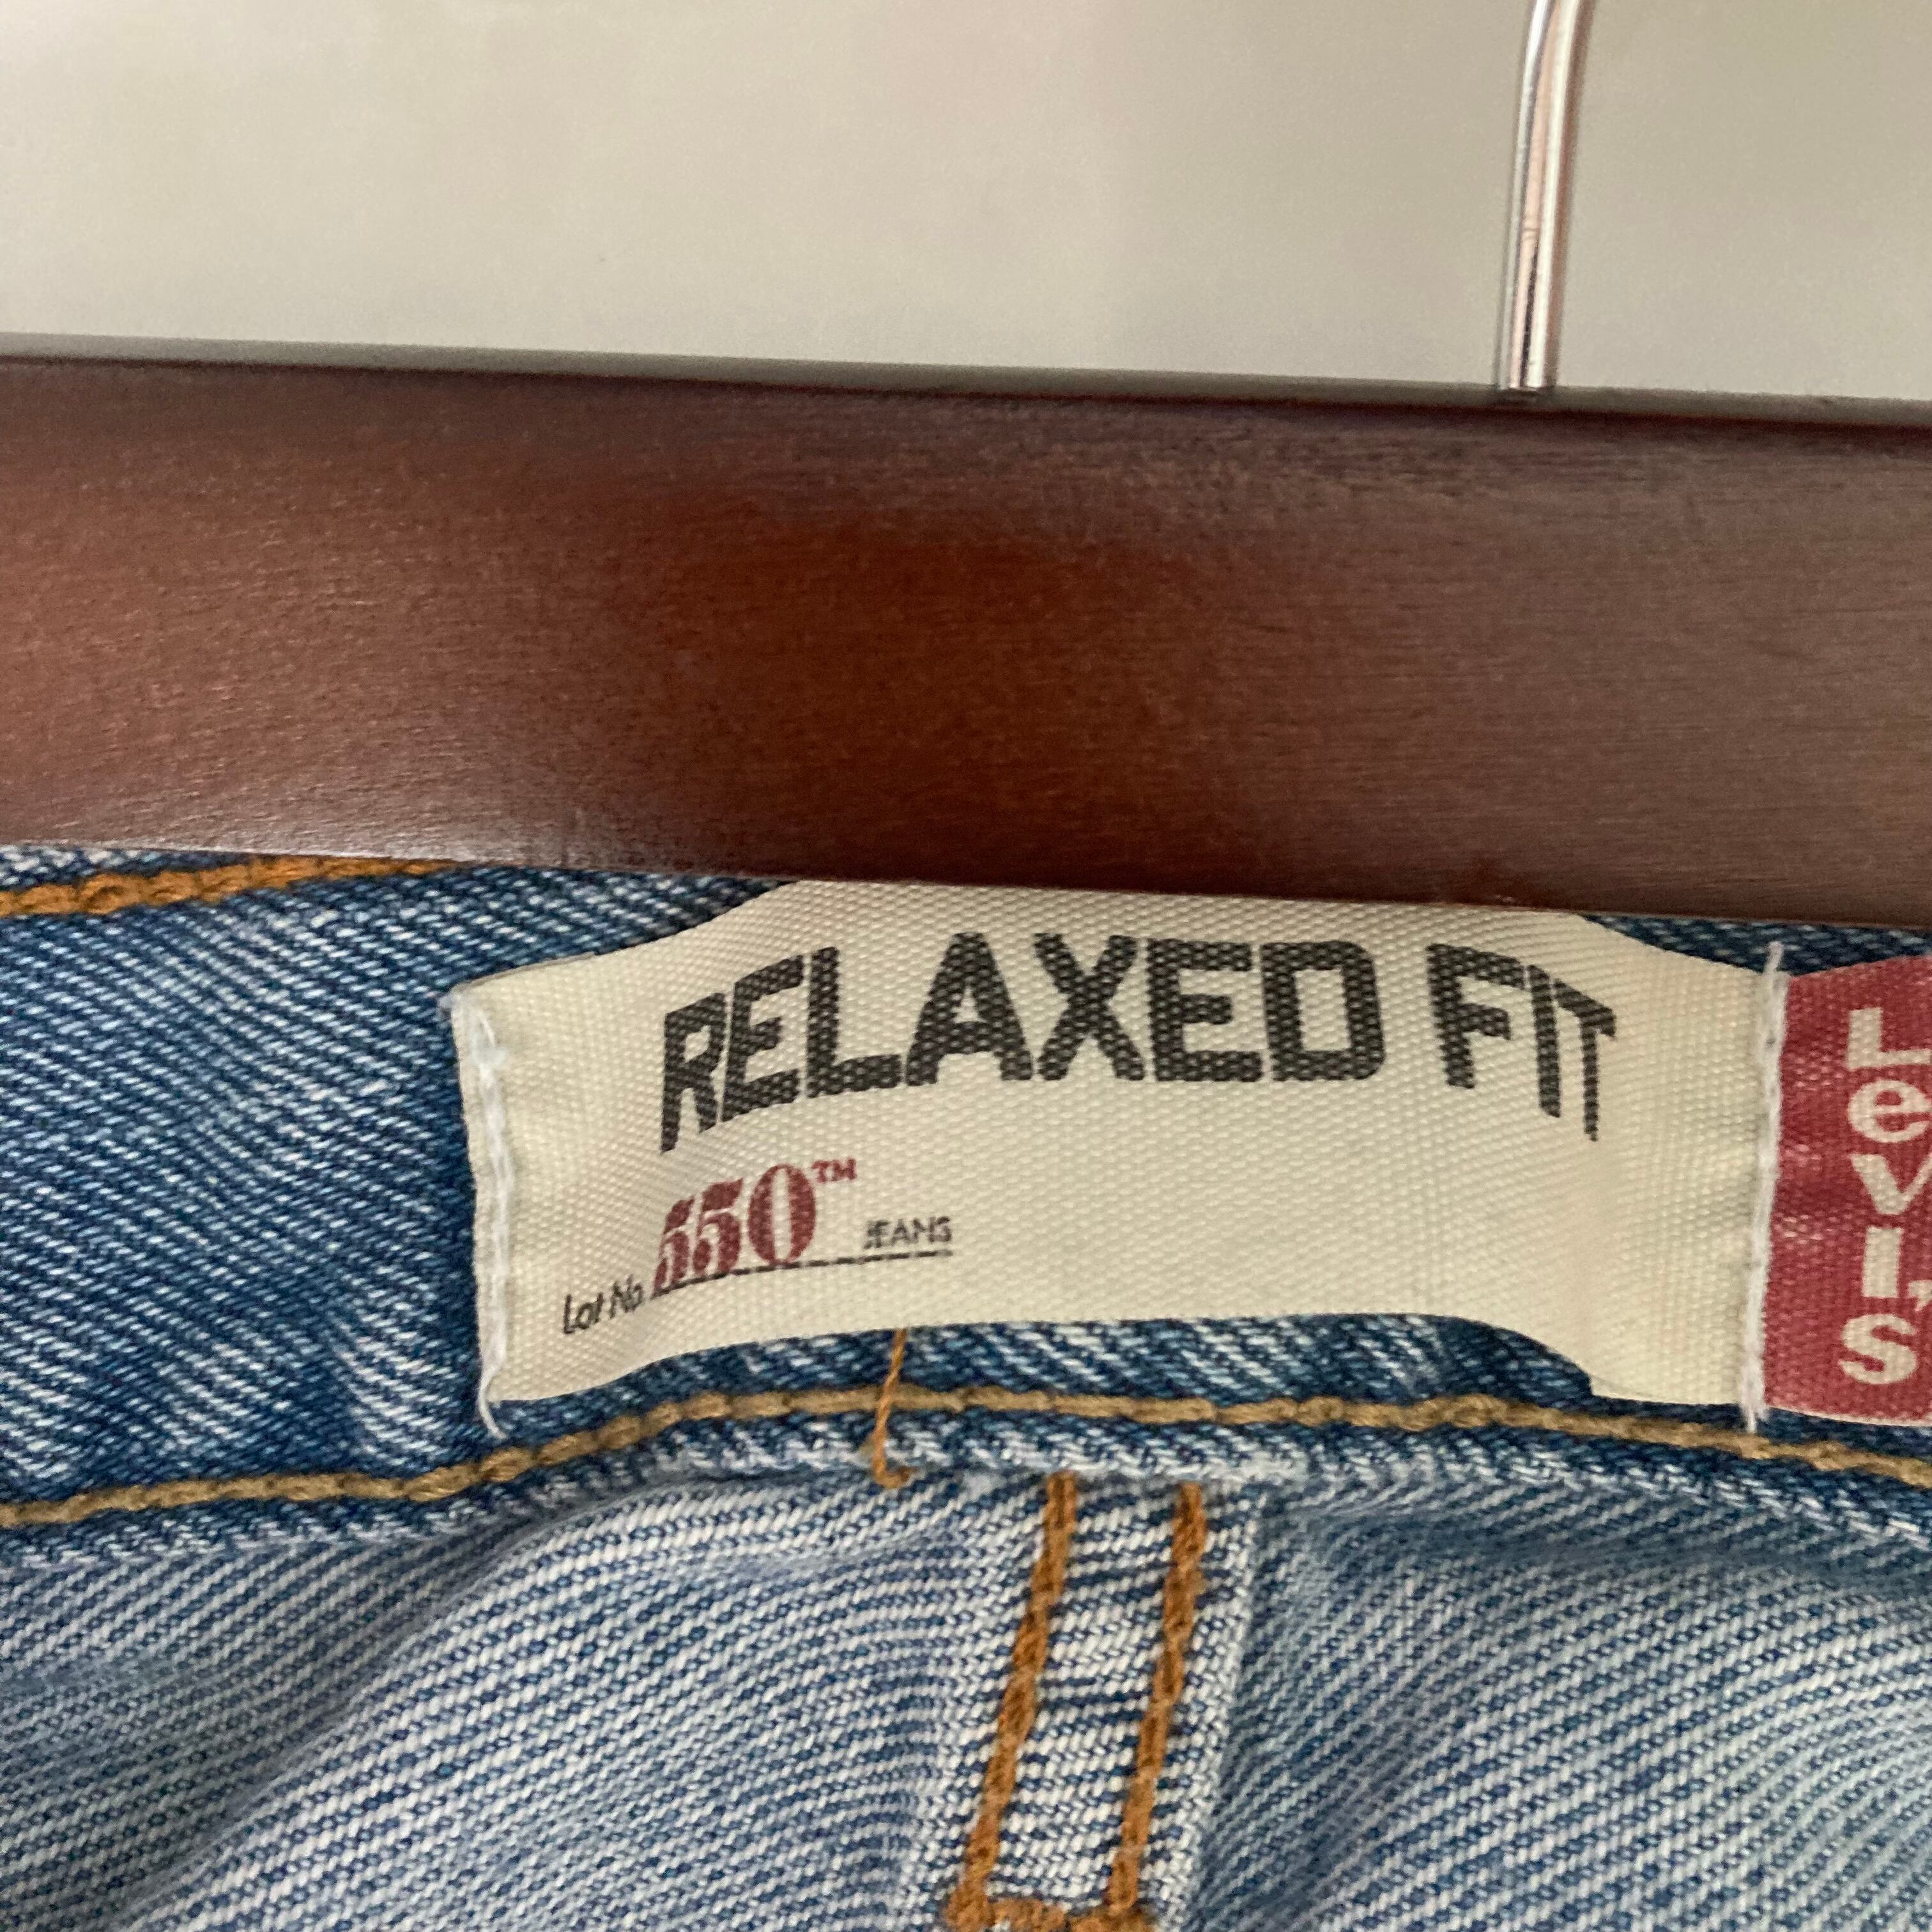 RELAXED FIT
Lot No. 550™ JEANS
Levi's